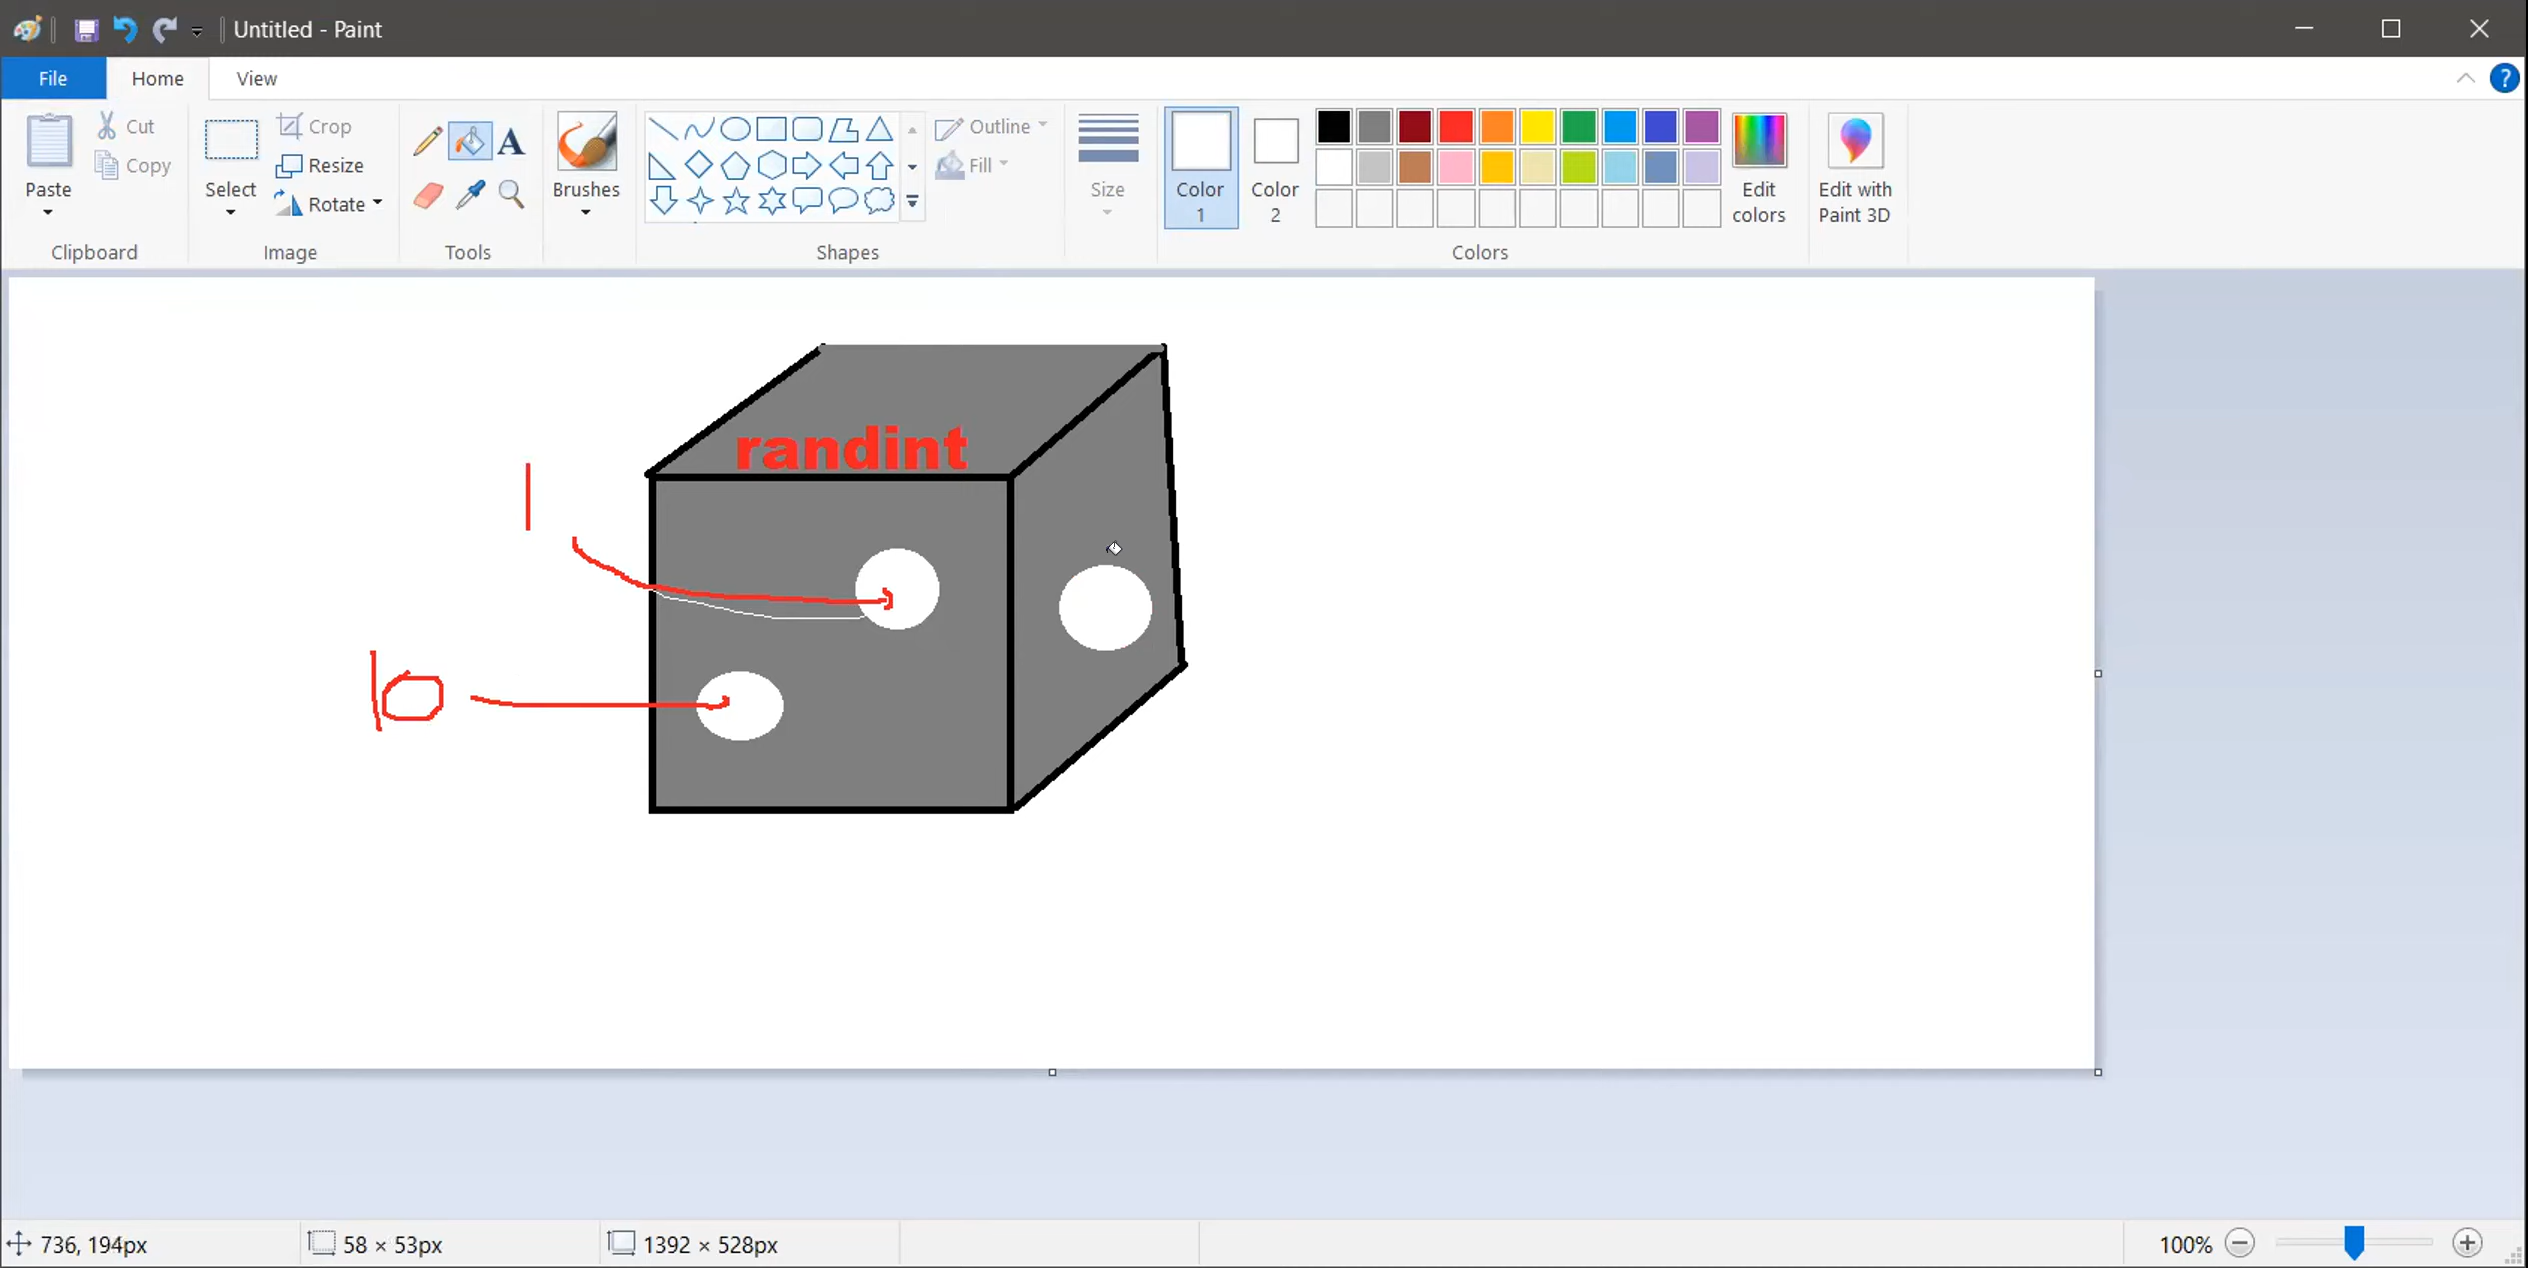 Untitled - Paint
File Home View
Paste
Cut
Copy
Clipboard
Select
Crop
Resize
Rotate
Image
A
Tools
Brushes
Outline
Fill
Shapes
Size
Color 1
Color 2
Edit colors
Colors
Edit with Paint 3D
?
randint
1
6
736, 194px 58 × 53px 1392 × 528px 100%